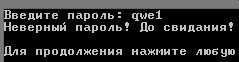 Введите пароль: qwe1
Неверный пароль! До свидания!
Для продолжения нажмите любую